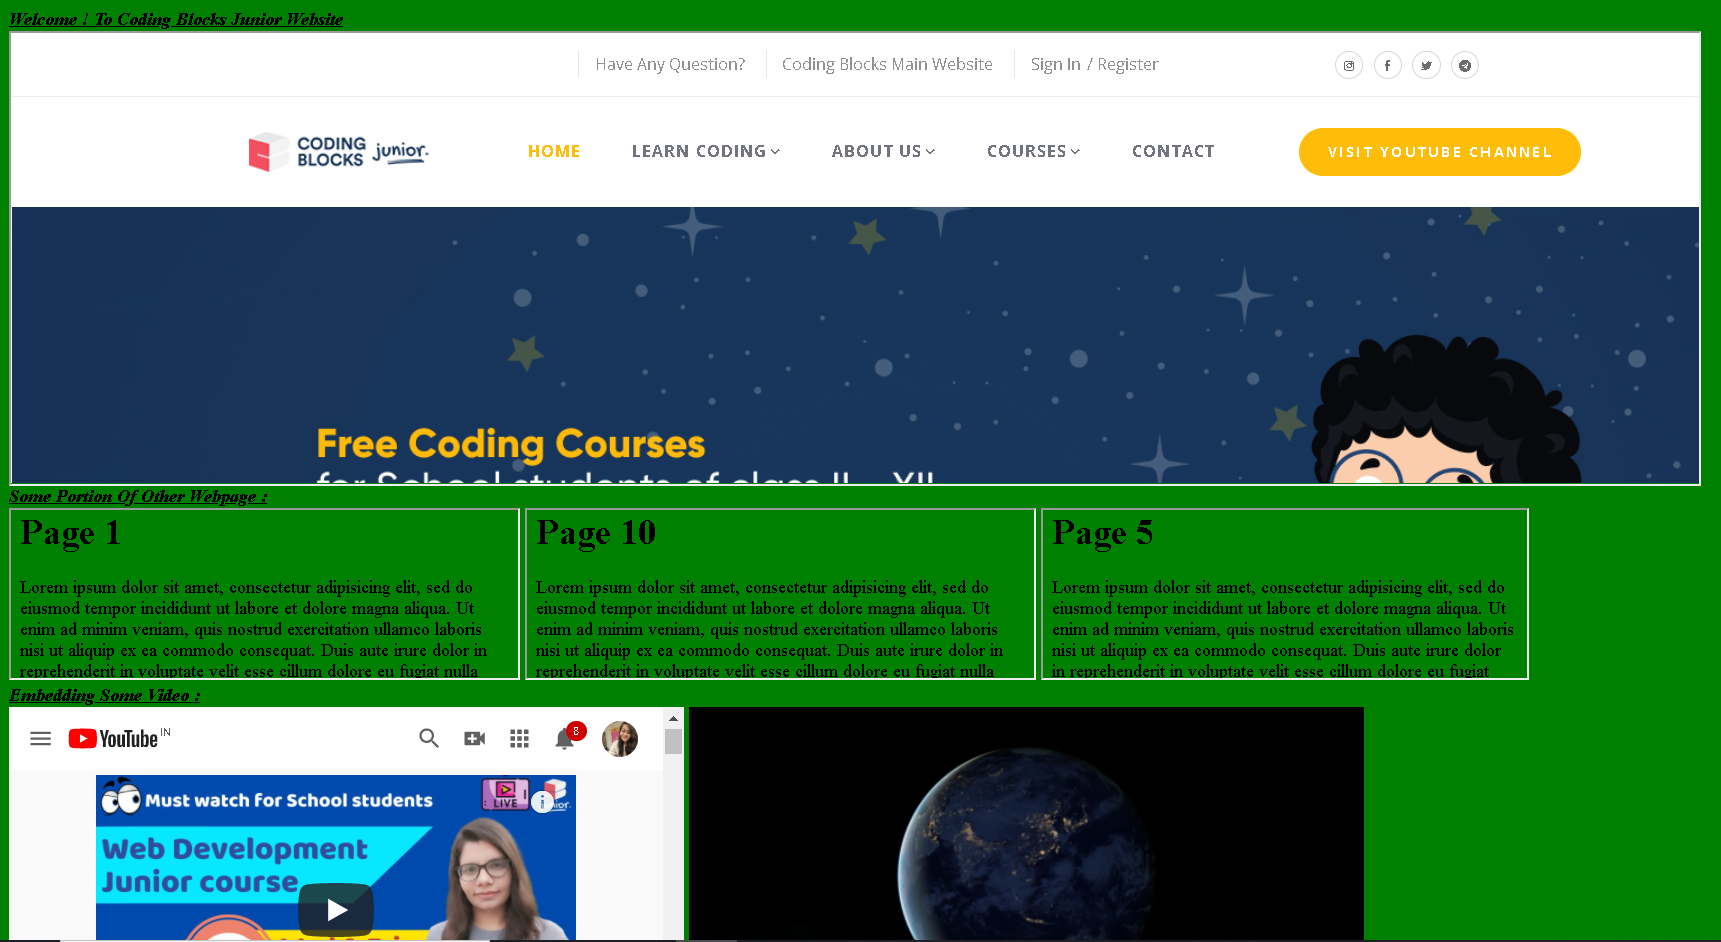 Welcome ! To Coding Blocks Junior Website
Have Any Question? Coding Blocks Main Website Sign In / Register
CODING BLOCKS junior.
HOME LEARN CODING ABOUT US COURSES CONTACT VISIT YOUTUBE CHANNEL
Free Coding Courses
for School students of class II - XII
Some Portion Of Other Webpage :
Page 1
Lorem ipsum dolor sit amet, consectetur adipisicing elit, sed do
eiusmod tempor incididunt ut labore et dolore magna aliqua. Ut
enim ad minim veniam, quis nostrud exercitation ullamco laboris
nisi ut aliquip ex ea commodo consequat. Duis aute irure dolor in
reprehenderit in voluptate velit esse cillum dolore eu fugiat nulla
Page 10
Lorem ipsum dolor sit amet, consectetur adipisicing elit, sed do
eiusmod tempor incididunt ut labore et dolore magna aliqua. Ut
enim ad minim veniam, quis nostrud exercitation ullamco laboris
nisi ut aliquip ex ea commodo consequat. Duis aute irure dolor in
reprehenderit in voluptate velit esse cillum dolore eu fugiat nulla
Page 5
Lorem ipsum dolor sit amet, consectetur adipisicing elit, sed do
eiusmod tempor incididunt ut labore et dolore magna aliqua. Ut
enim ad minim veniam, quis nostrud exercitation ullamco laboris
nisi ut aliquip ex ea commodo consequat. Duis aute irure dolor
in reprehenderit in voluptate velit esse cillum dolore eu fugiat
Embedding Some Video :
YouTube IN 8
Must watch for School students LIVE junior.
Web Development
Junior course